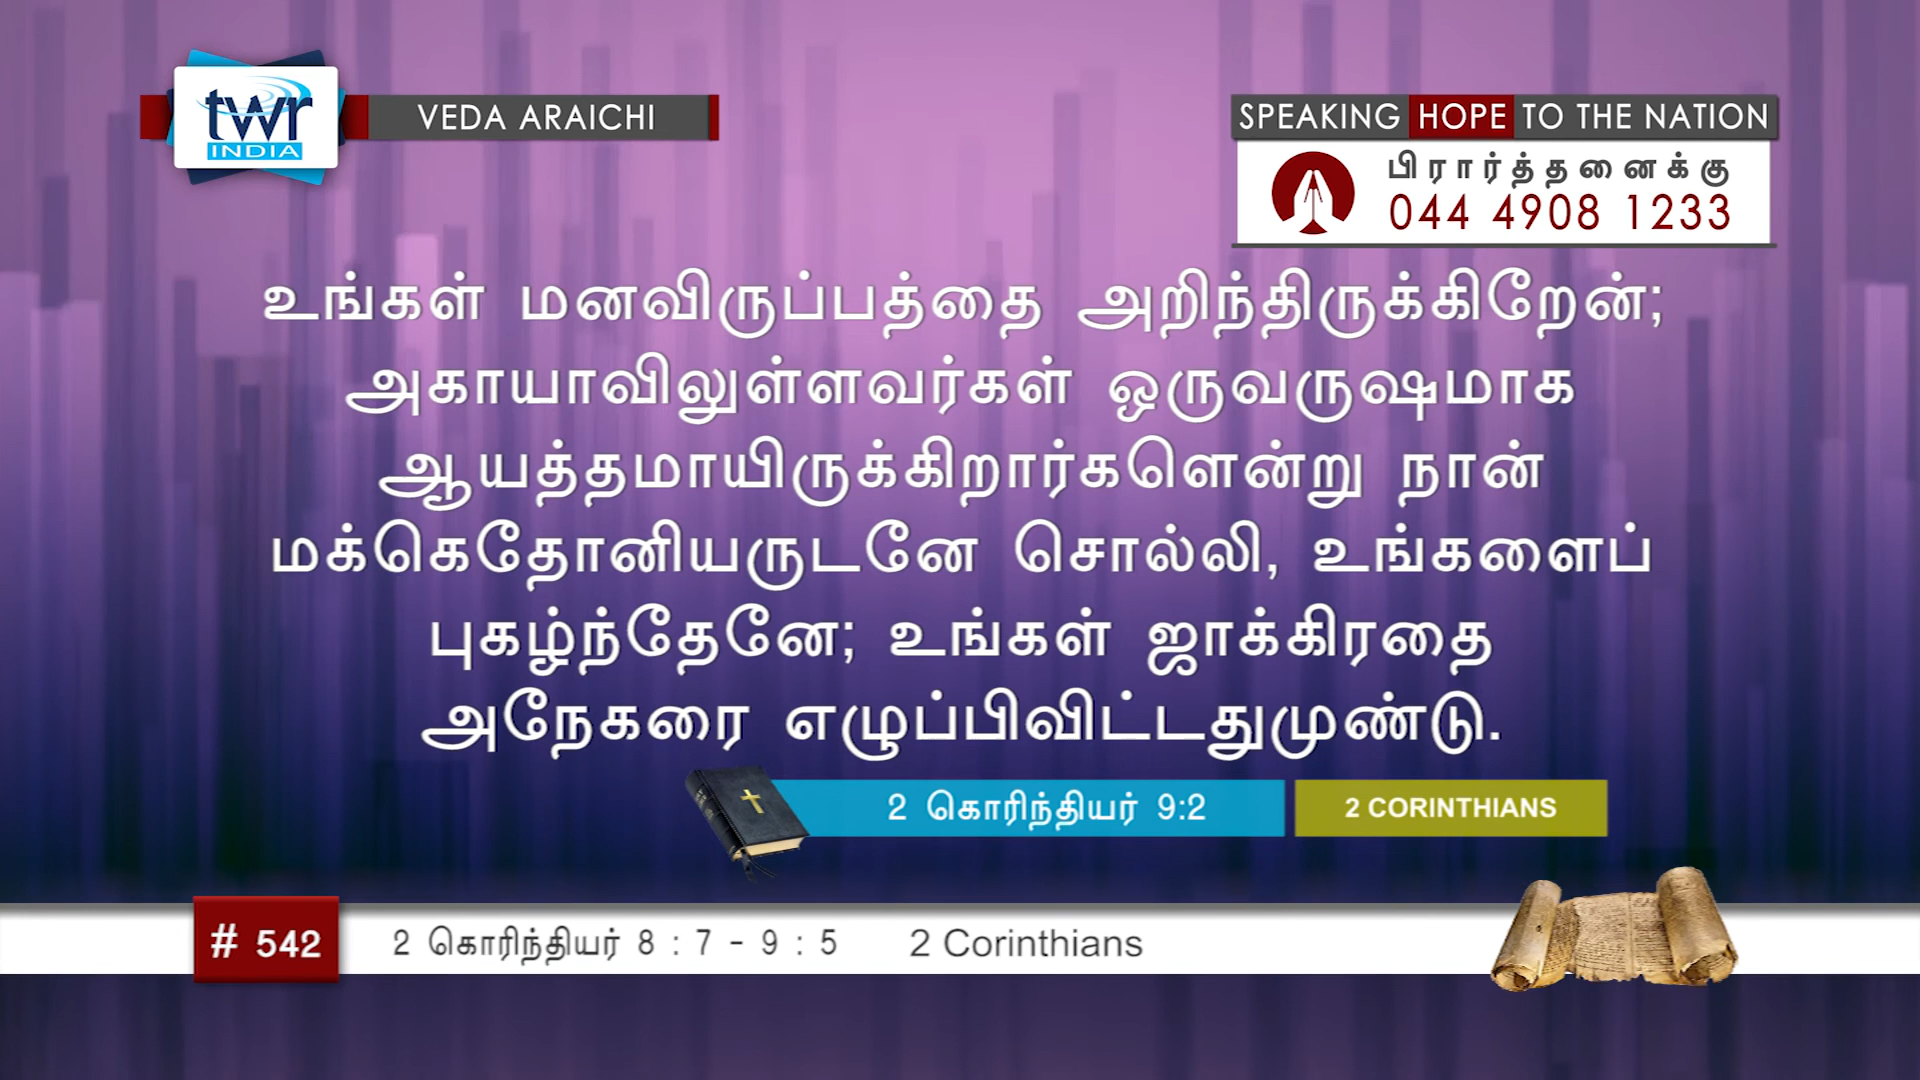 twr
INDIA
VEDA ARAICHI
SPEAKING HOPE TO THE NATION
பிரார்த்தனைக்கு
044 4908 1233
உங்கள் மனவிருப்பத்தை அறிந்திருக்கிறேன்;
அகாயாவிலுள்ளவர்கள் ஒருவருஷமாக
ஆயத்தமாயிருக்கிறார்களென்று நான்
மக்கெதோனியருடனே சொல்லி, உங்களைப்
புகழ்ந்தேனே; உங்கள் ஜாக்கிரதை
அநேகரை எழுப்பிவிட்டதுமுண்டு.
2 கொரிந்தியர் 9:2
2 CORINTHIANS
# 542
2 கொரிந்தியர் 8 : 7 - 9 : 5
2 Corinthians